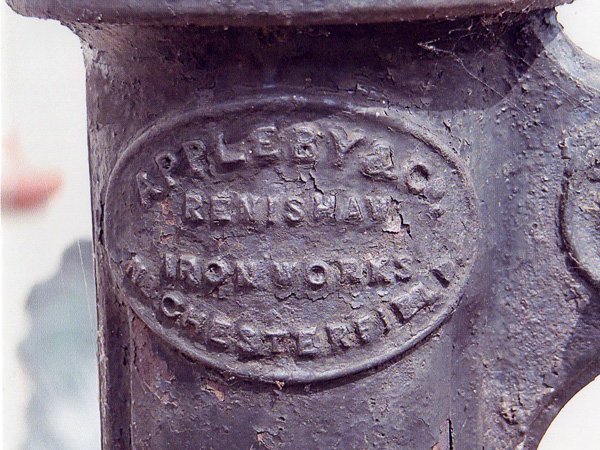 APPLEBY & CO.
RENISHAW
IRON WORKS
Nr. CHESTERFIELD